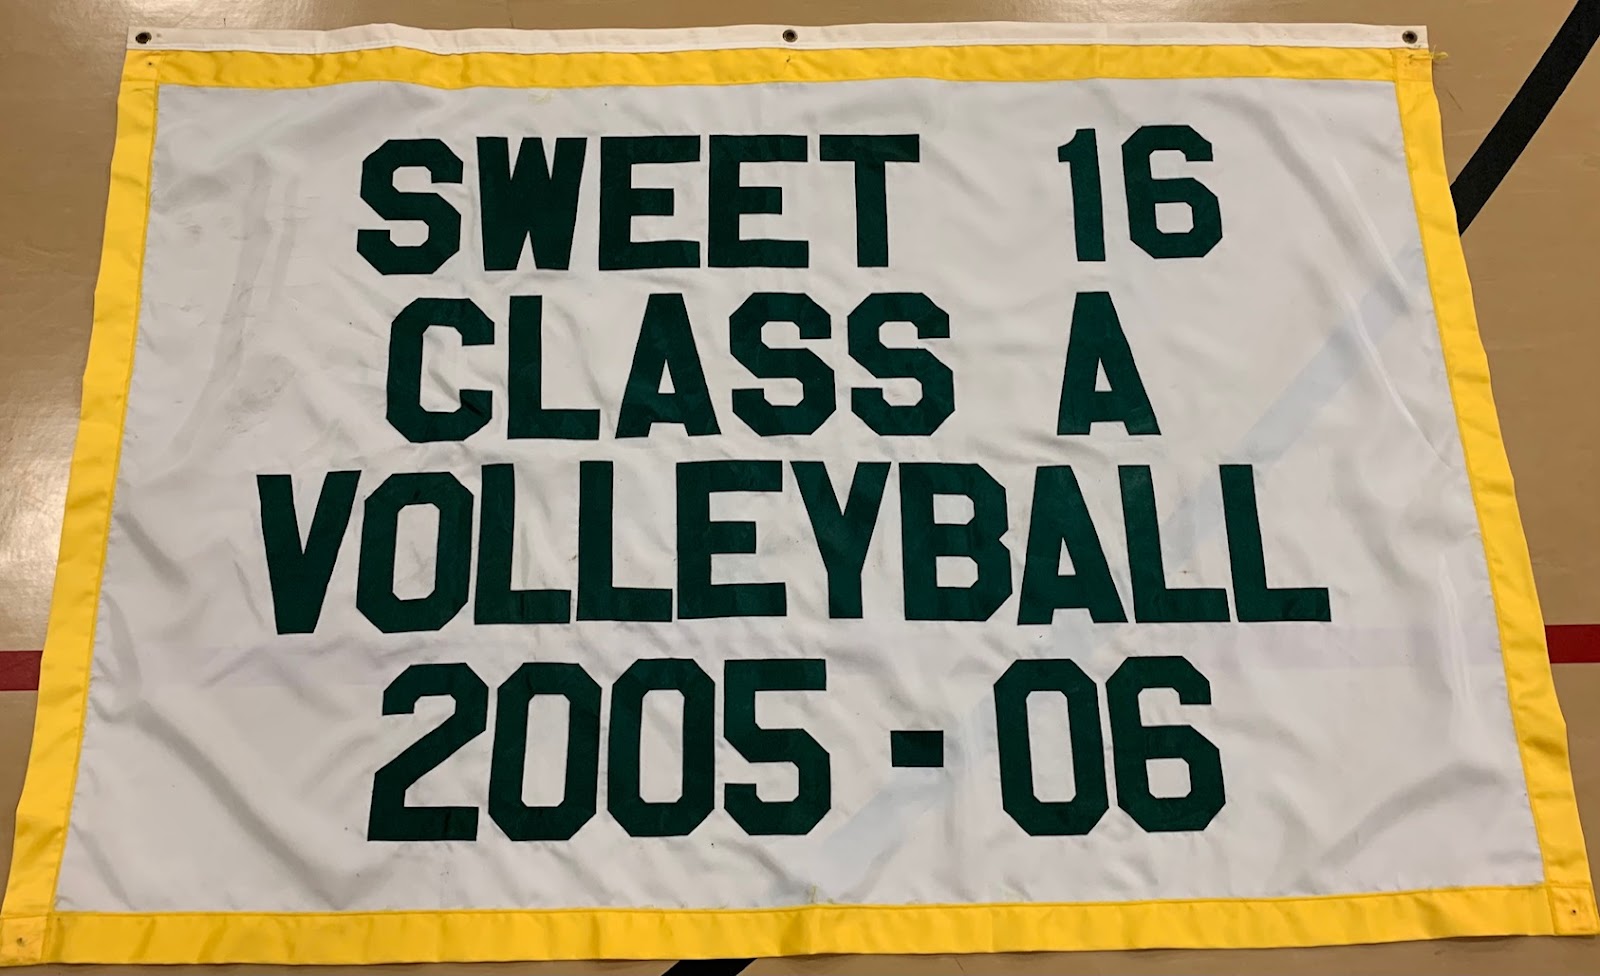 SWEET 16
CLASS A
VOLLEYBALL
2005 - 06